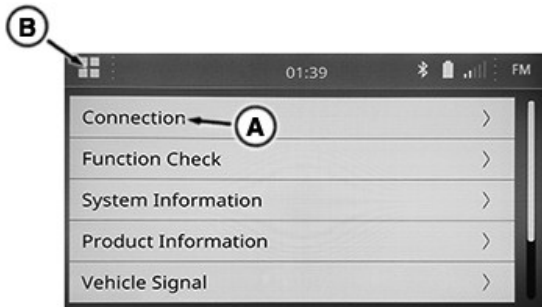 B
01:39 FM
Connection A
Function Check
System Information
Product Information
Vehicle Signal